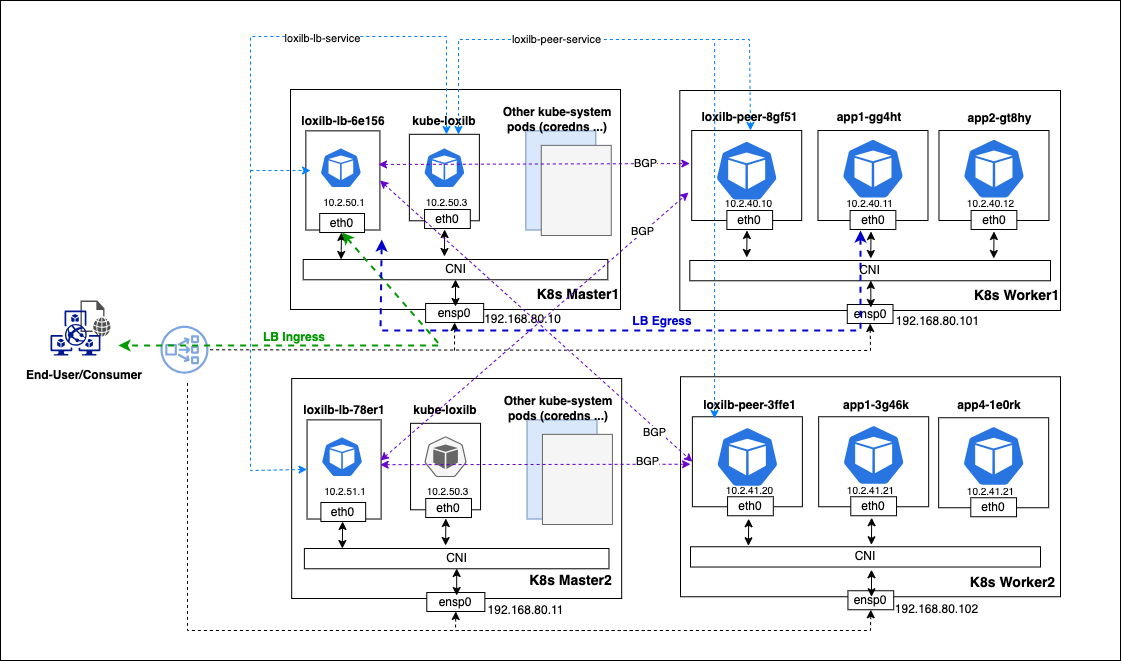 loxilb-lb-service
loxilb-peer-service
loxilb-lb-6e156
kube-loxilb
Other kube-system
pods (coredns ...)
10.2.50.1
10.2.50.3
eth0
eth0
CNI
K8s Master1
ensp0
192.168.80.10
BGP
BGP
loxilb-peer-8gf51
app1-gg4ht
app2-gt8hy
10.2.40.10
10.2.40.11
10.2.40.12
eth0
eth0
eth0
CNI
K8s Worker1
ensp0
192.168.80.101
LB Egress
LB Ingress
End-User/Consumer
loxilb-lb-78er1
kube-loxilb
Other kube-system
pods (coredns ...)
10.2.51.1
10.2.50.3
eth0
eth0
CNI
K8s Master2
ensp0
192.168.80.11
BGP
BGP
loxilb-peer-3ffe1
app1-3g46k
app4-1e0rk
10.2.41.20
10.2.41.21
10.2.41.21
eth0
eth0
eth0
CNI
K8s Worker2
ensp0
192.168.80.102